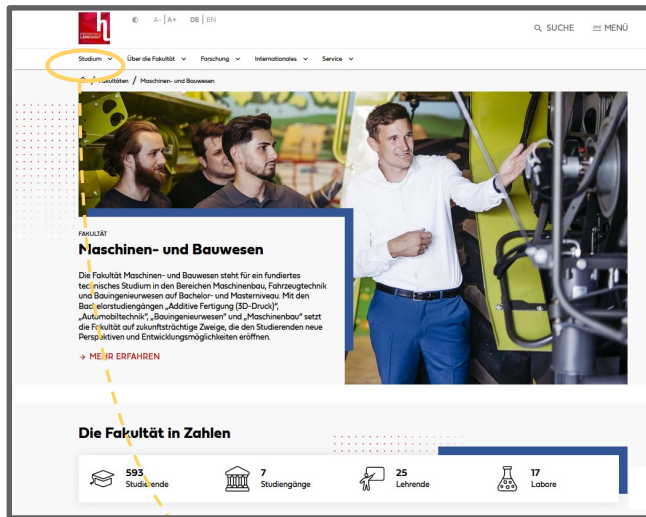 HOCHSCHULE
LANDSHUT
A- | A+ DE | EN
SUCHE
MENÜ
Studium Über die Fakultät Forschung Internationales Service
/ Fakultäten / Maschinen- und Bauwesen
FAKULTÄT
Maschinen- und Bauwesen
Die Fakultät Maschinen- und Bauwesen steht für ein fundiertes
technisches Studium in den Bereichen Maschinenbau, Fahrzeugtechnik
und Bauingenieurwesen auf Bachelor- und Masterniveau. Mit den
Bachelorstudiengängen „Additive Fertigung (3D-Druck)“,
„Automobiltechnik“, „Bauingenieurwesen“ und „Maschinenbau“ setzt
die Fakultät auf zukunftsträchtige Zweige, die den Studierenden neue
Perspektiven und Entwicklungsmöglichkeiten eröffnen.
→ MEHR ERFAHREN
Die Fakultät in Zahlen
593
Studierende
7
Studiengänge
25
Lehrende
17
Labore